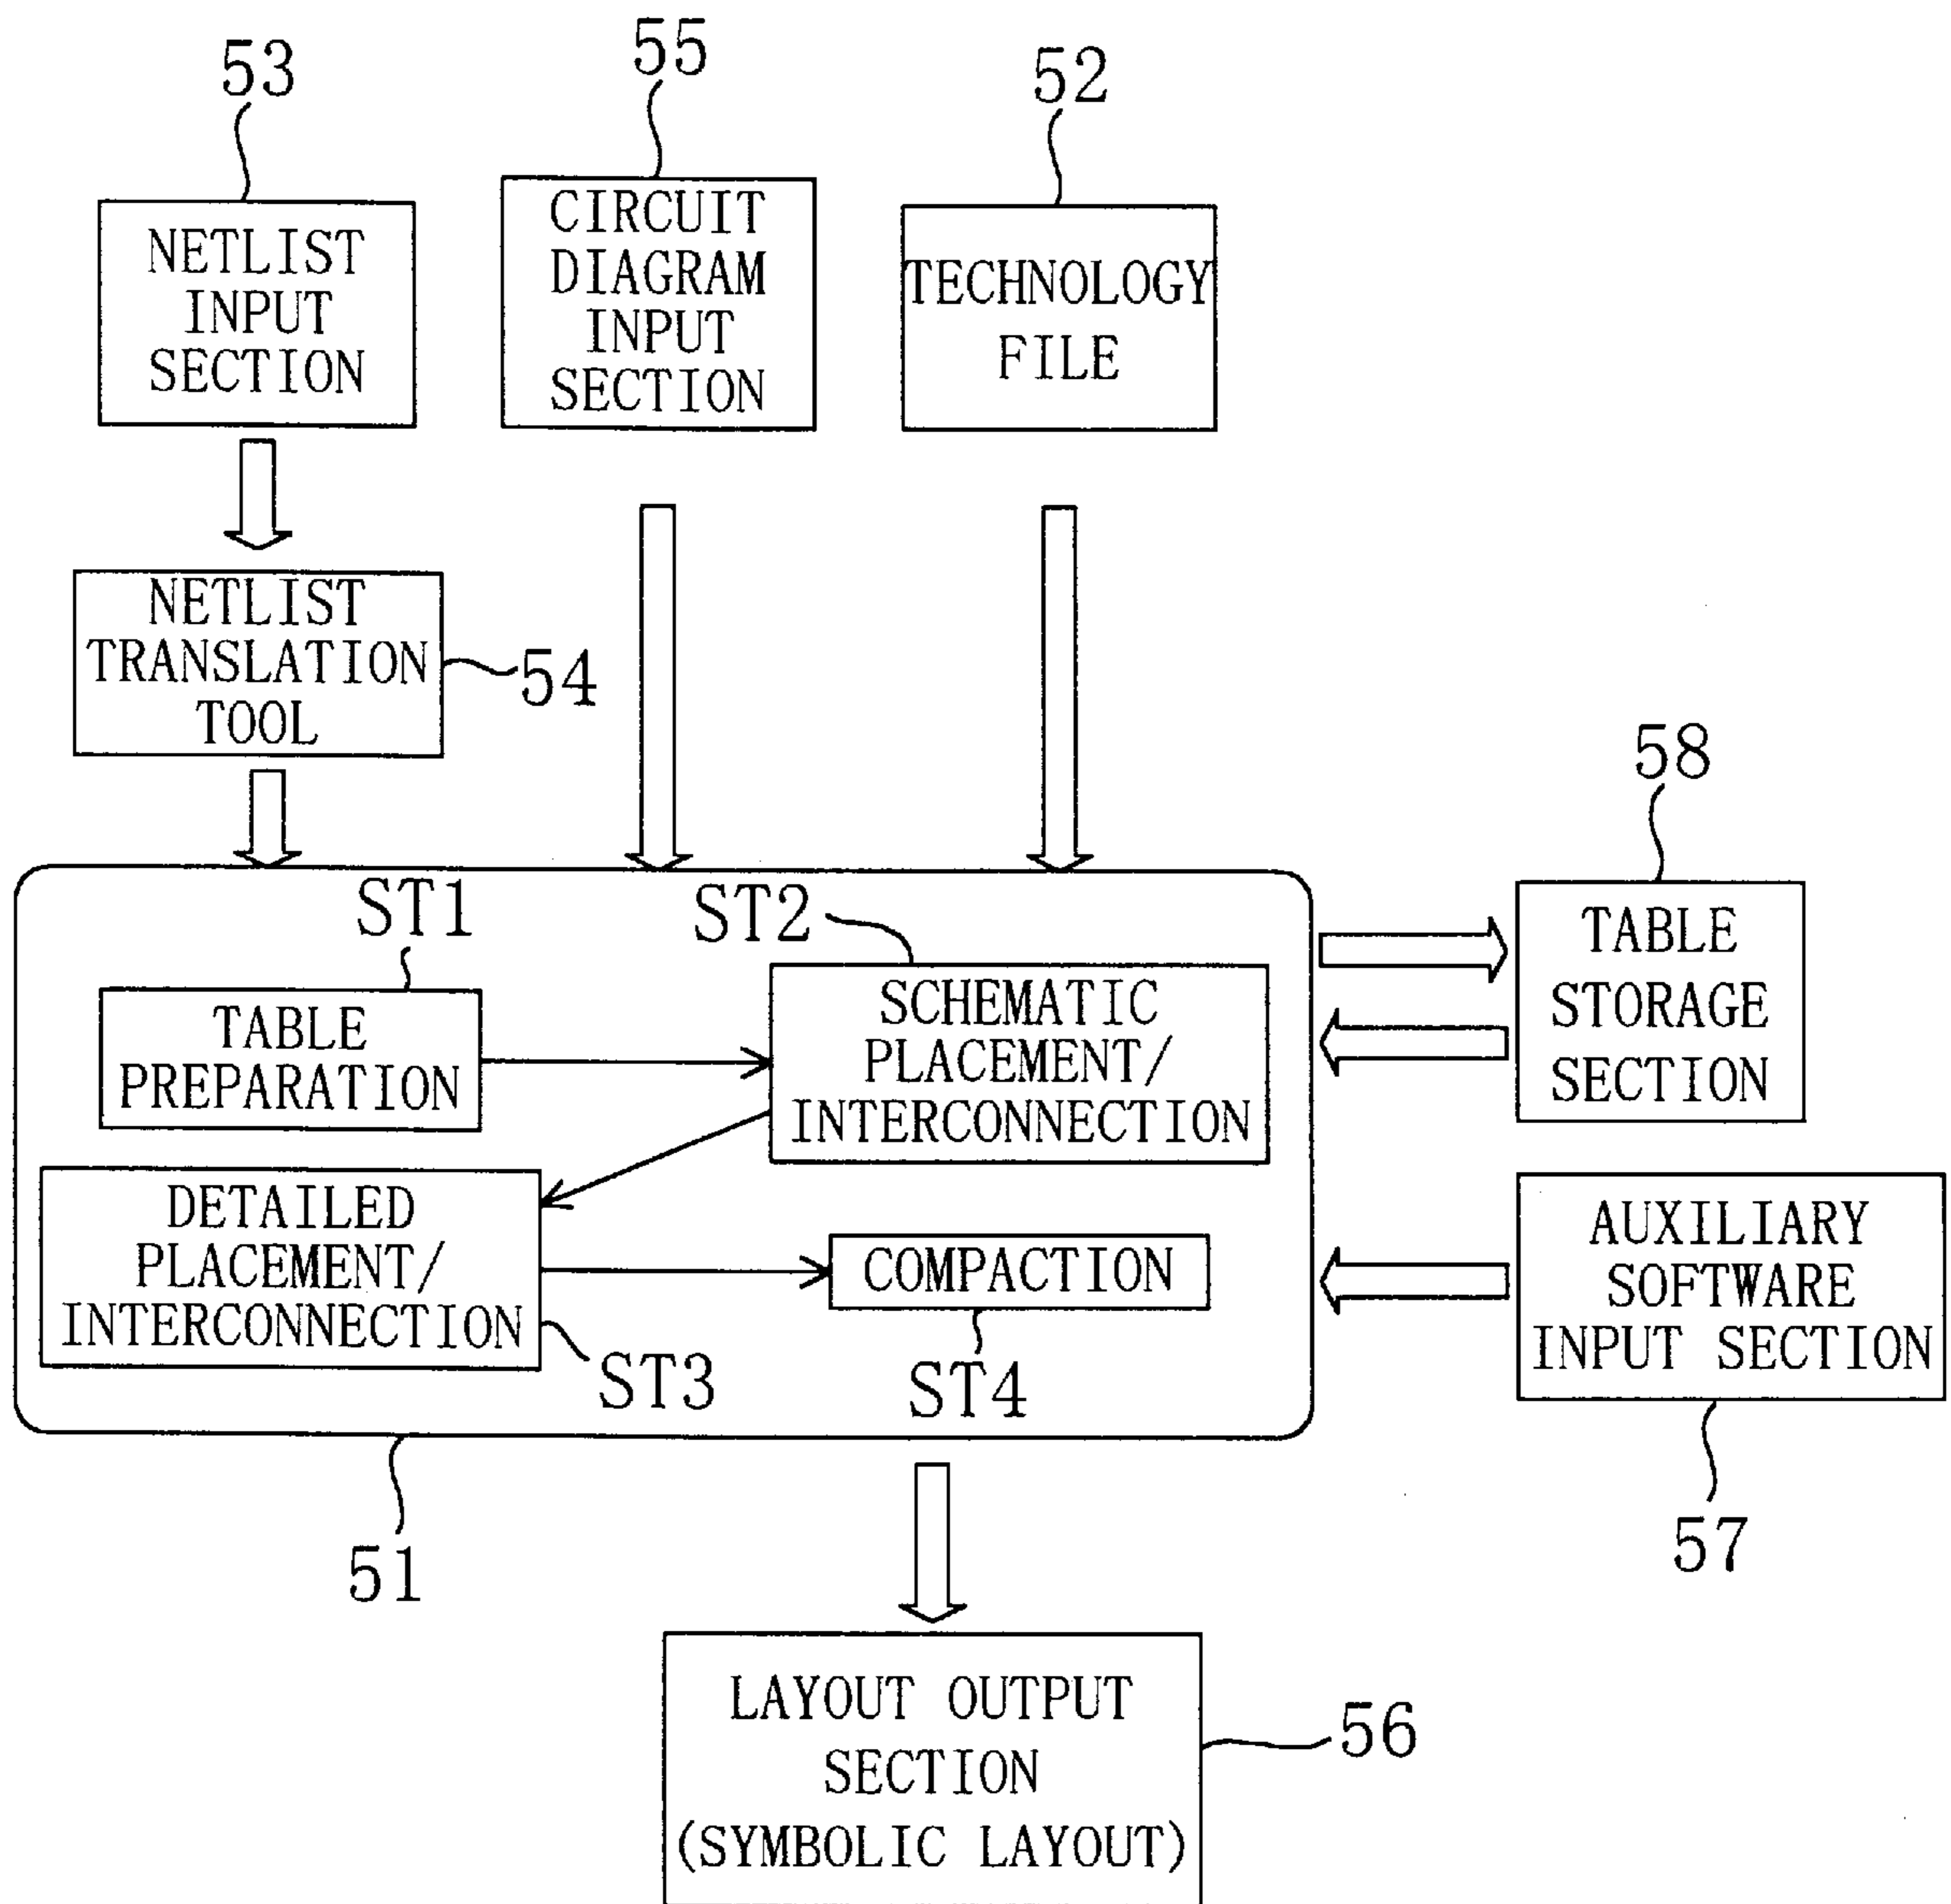 53
55
52
NETLIST
INPUT
SECTION
CIRCUIT
DIAGRAM
INPUT
SECTION
TECHNOLOGY
FILE
NETLIST
TRANSLATION
TOOL
54
58
ST1
ST2
TABLE
PREPARATION
SCHEMATIC
PLACEMENT/
INTERCONNECTION
TABLE
STORAGE
SECTION
DETAILED
PLACEMENT/
INTERCONNECTION
COMPACTION
ST3
ST4
AUXILIARY
SOFTWARE
INPUT SECTION
51
57
LAYOUT OUTPUT
SECTION
(SYMBOLIC LAYOUT)
56